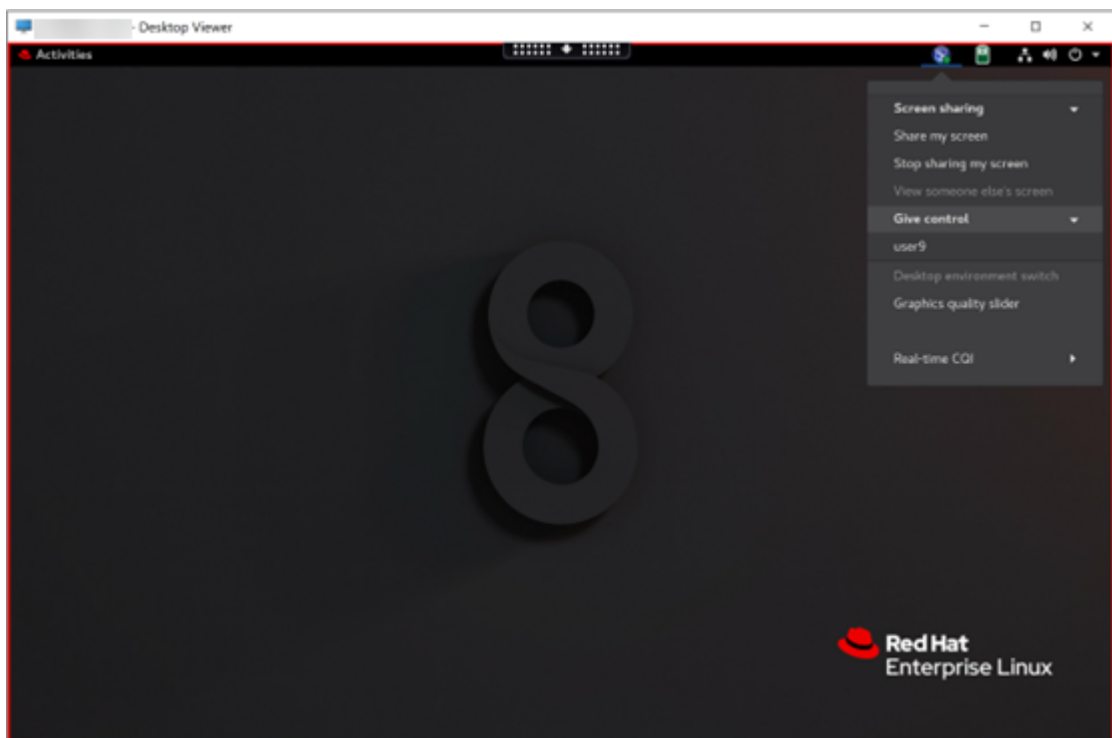 - Desktop Viewer
Activities
Screen sharing
Share my screen
Stop sharing my screen
View someone else's screen
Give control
user9
Desktop environment switch
Graphics quality slider
Real-time CQI
8
Red Hat
Enterprise Linux